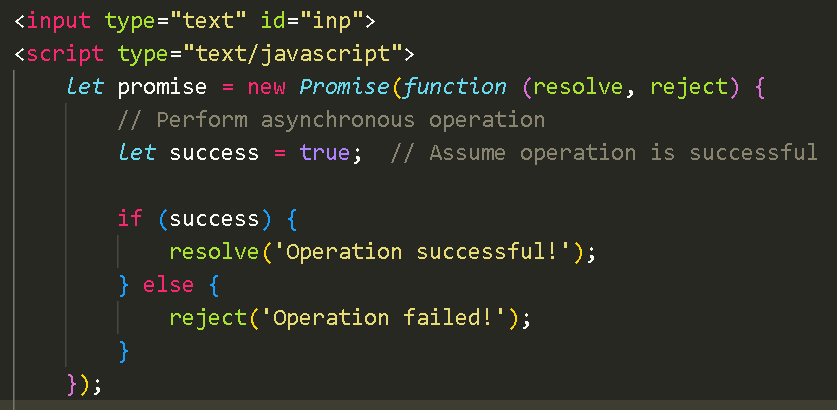 <input type="text" id="inp">
<script type="text/javascript">
let promise = new Promise(function (resolve, reject) {
// Perform asynchronous operation
let success = true;  // Assume operation is successful
if (success) {
resolve('Operation successful!');
} else {
reject('Operation failed!');
}
});